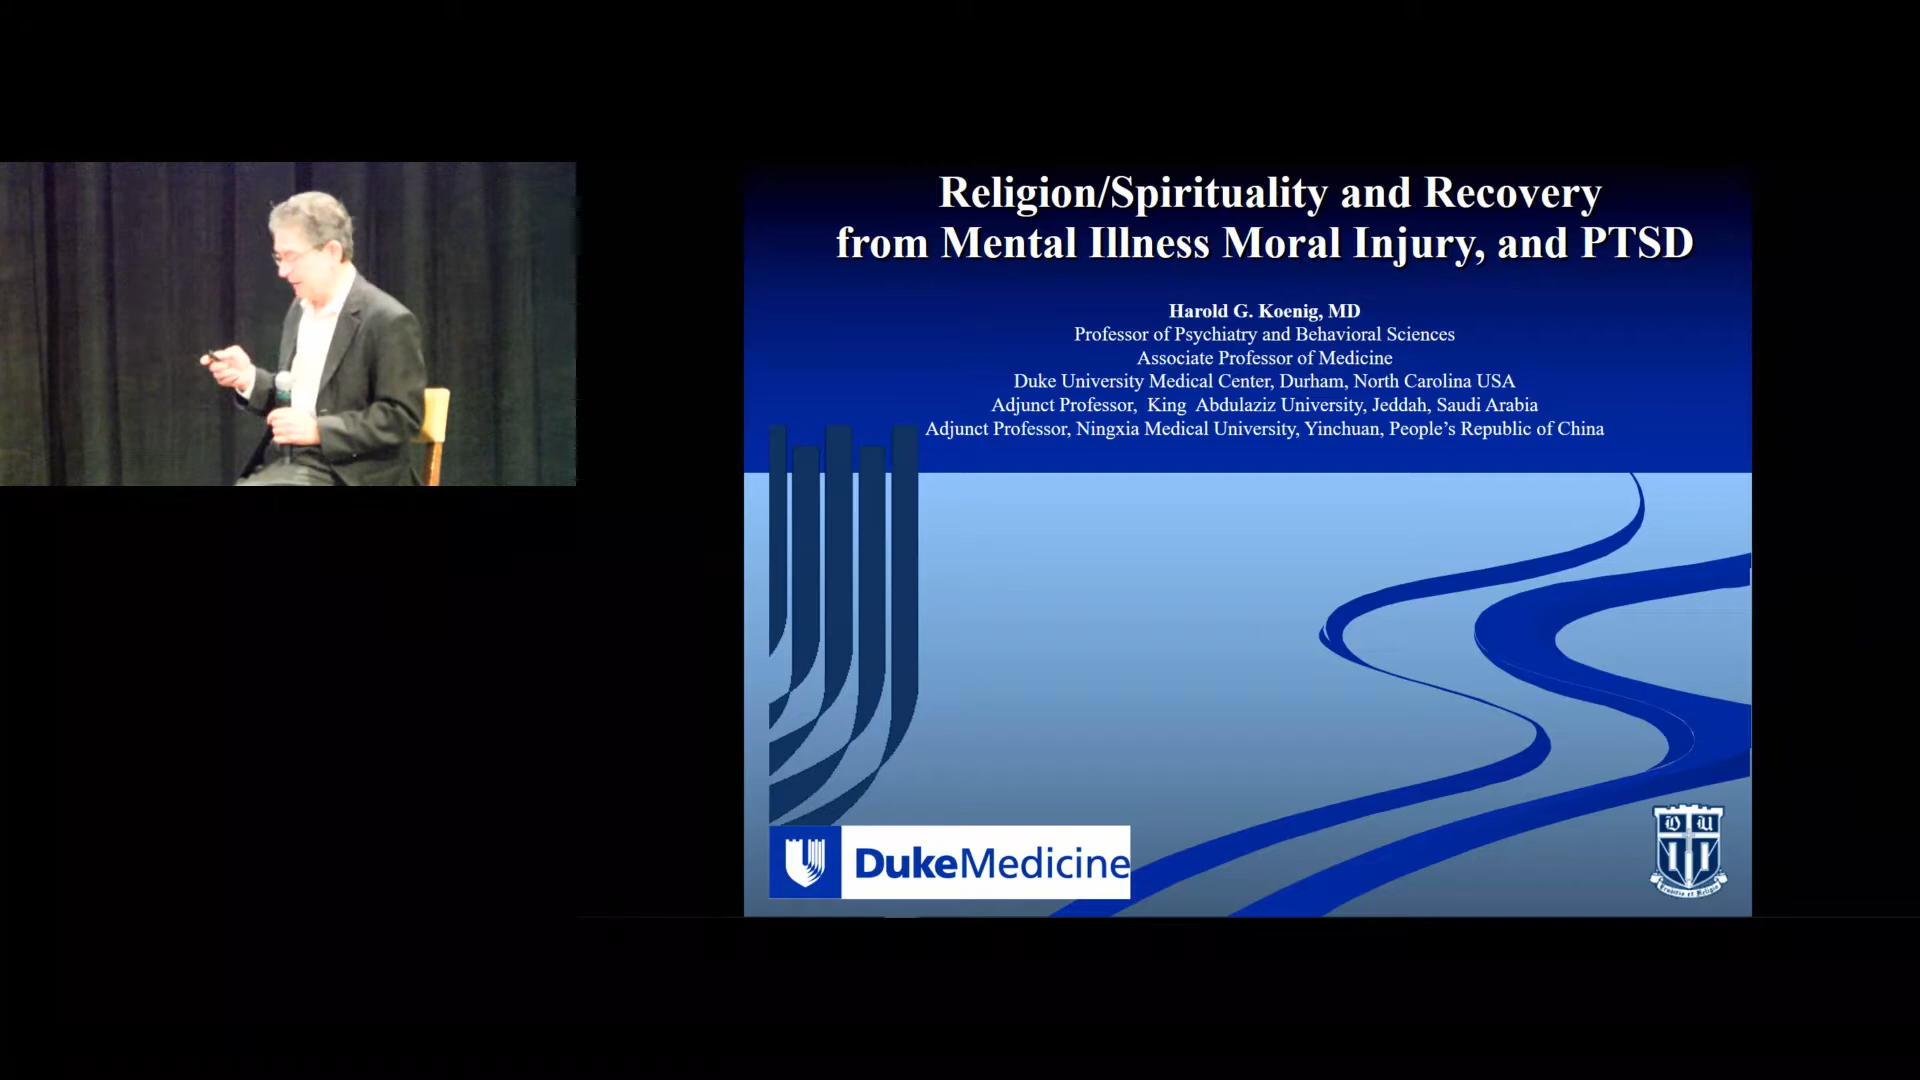 Religion/Spirituality and Recovery
from Mental Illness Moral Injury, and PTSD
Harold G. Koenig, MD
Professor of Psychiatry and Behavioral Sciences
Associate Professor of Medicine
Duke University Medical Center, Durham, North Carolina USA
Adjunct Professor, King Abdulaziz University, Jeddah, Saudi Arabia
Adjunct Professor, Ningxia Medical University, Yinchuan, People’s Republic of China
DukeMedicine
D U